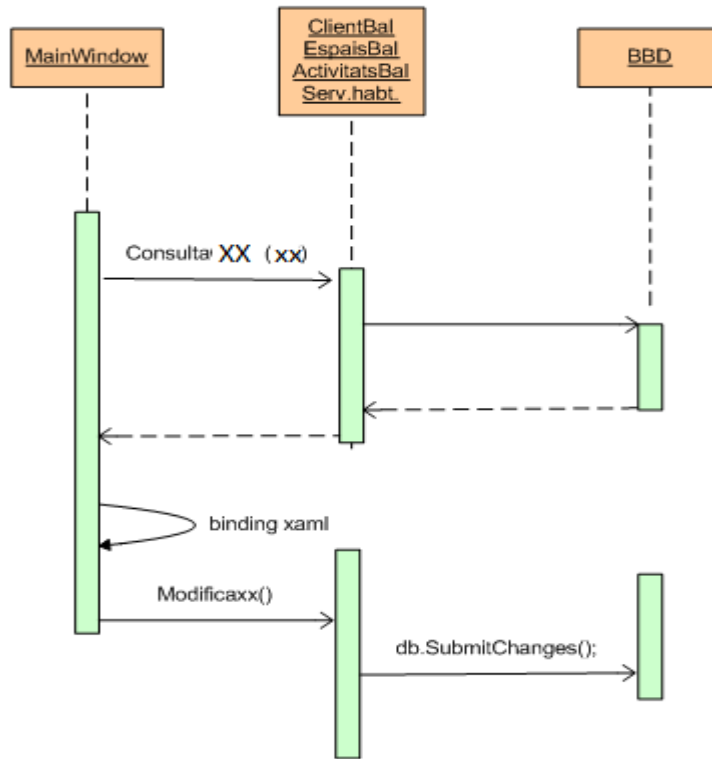 MainWindow
ClientBal
EspaisBal
ActivitatsBal
Serv.habt.
BBD
Consulta XX (xx)
binding xaml
Modificaxx()
db.SubmitChanges();